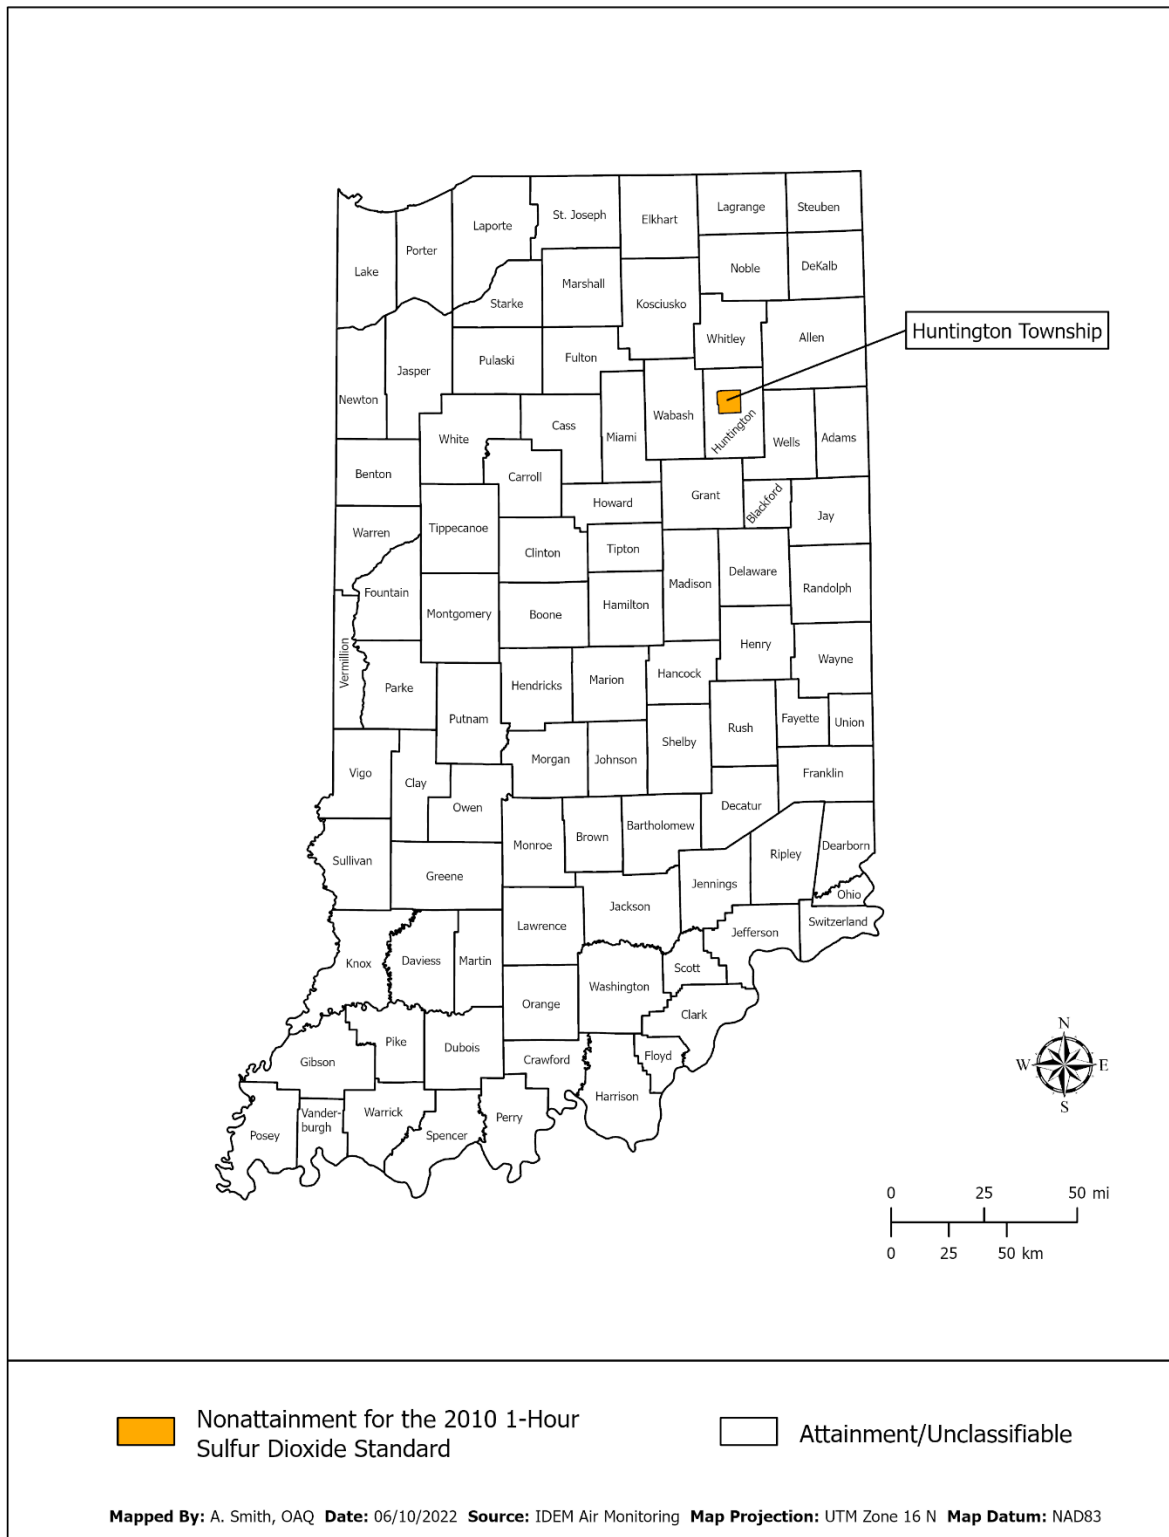 Lagrange
Steuben
St. Joseph
Elkhart
Laporte
Porter
Lake
Noble
DeKalb
Marshall
Starke
Kosciusko
Huntington Township
Whitley
Allen
Pulaski
Fulton
Jasper
Newton
Wabash
Huntington
White
Cass
Miami
Wells
Adams
Benton
Carroll
Grant
Blackford
Howard
Jay
Warren
Tippecanoe
Clinton
Tipton
Madison
Delaware
Randolph
Fountain
Montgomery
Boone
Hamilton
Henry
Wayne
Vermillion
Parke
Hendricks
Marion
Hancock
Putnam
Rush
Fayette
Union
Shelby
Morgan
Johnson
Franklin
Vigo
Clay
Owen
Decatur
Bartholomew
Brown
Monroe
Dearborn
Ripley
Sullivan
Greene
Jennings
Ohio
Jackson
Lawrence
Switzerland
Jefferson
Knox
Daviess
Martin
Scott
Washington
Orange
Clark
Pike
Dubois
Crawford
Floyd
Gibson
Harrison
Vander-
burgh
Warrick
Perry
Posey
Spencer
N
W E
S
0 25 50 mi
0 25 50 km
Nonattainment for the 2010 1-Hour
Sulfur Dioxide Standard
Attainment/Unclassifiable
Mapped By: A. Smith, OAQ Date: 06/10/2022 Source: IDEM Air Monitoring Map Projection: UTM Zone 16 N Map Datum: NAD83